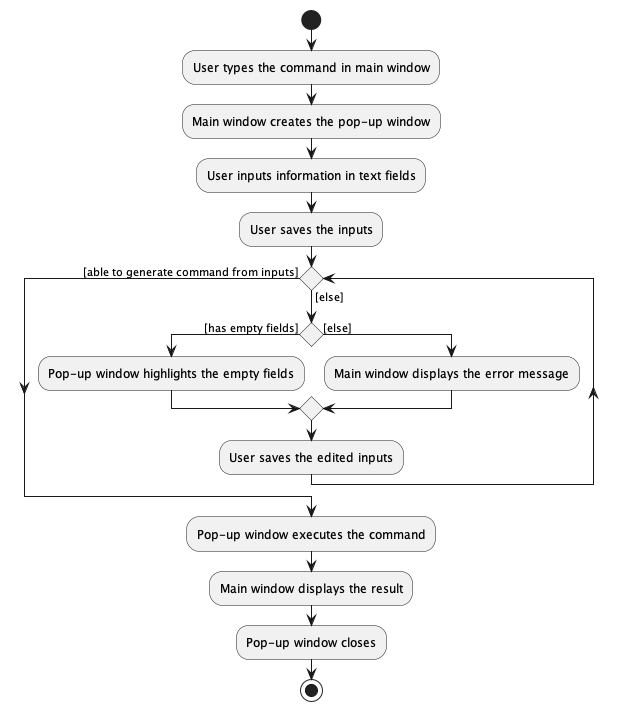 User types the command in main window
Main window creates the pop-up window
User inputs information in text fields
User saves the inputs
[able to generate command from inputs]
[else]
[has empty fields]
[else]
Pop-up window highlights the empty fields
Main window displays the error message
User saves the edited inputs
Pop-up window executes the command
Main window displays the result
Pop-up window closes